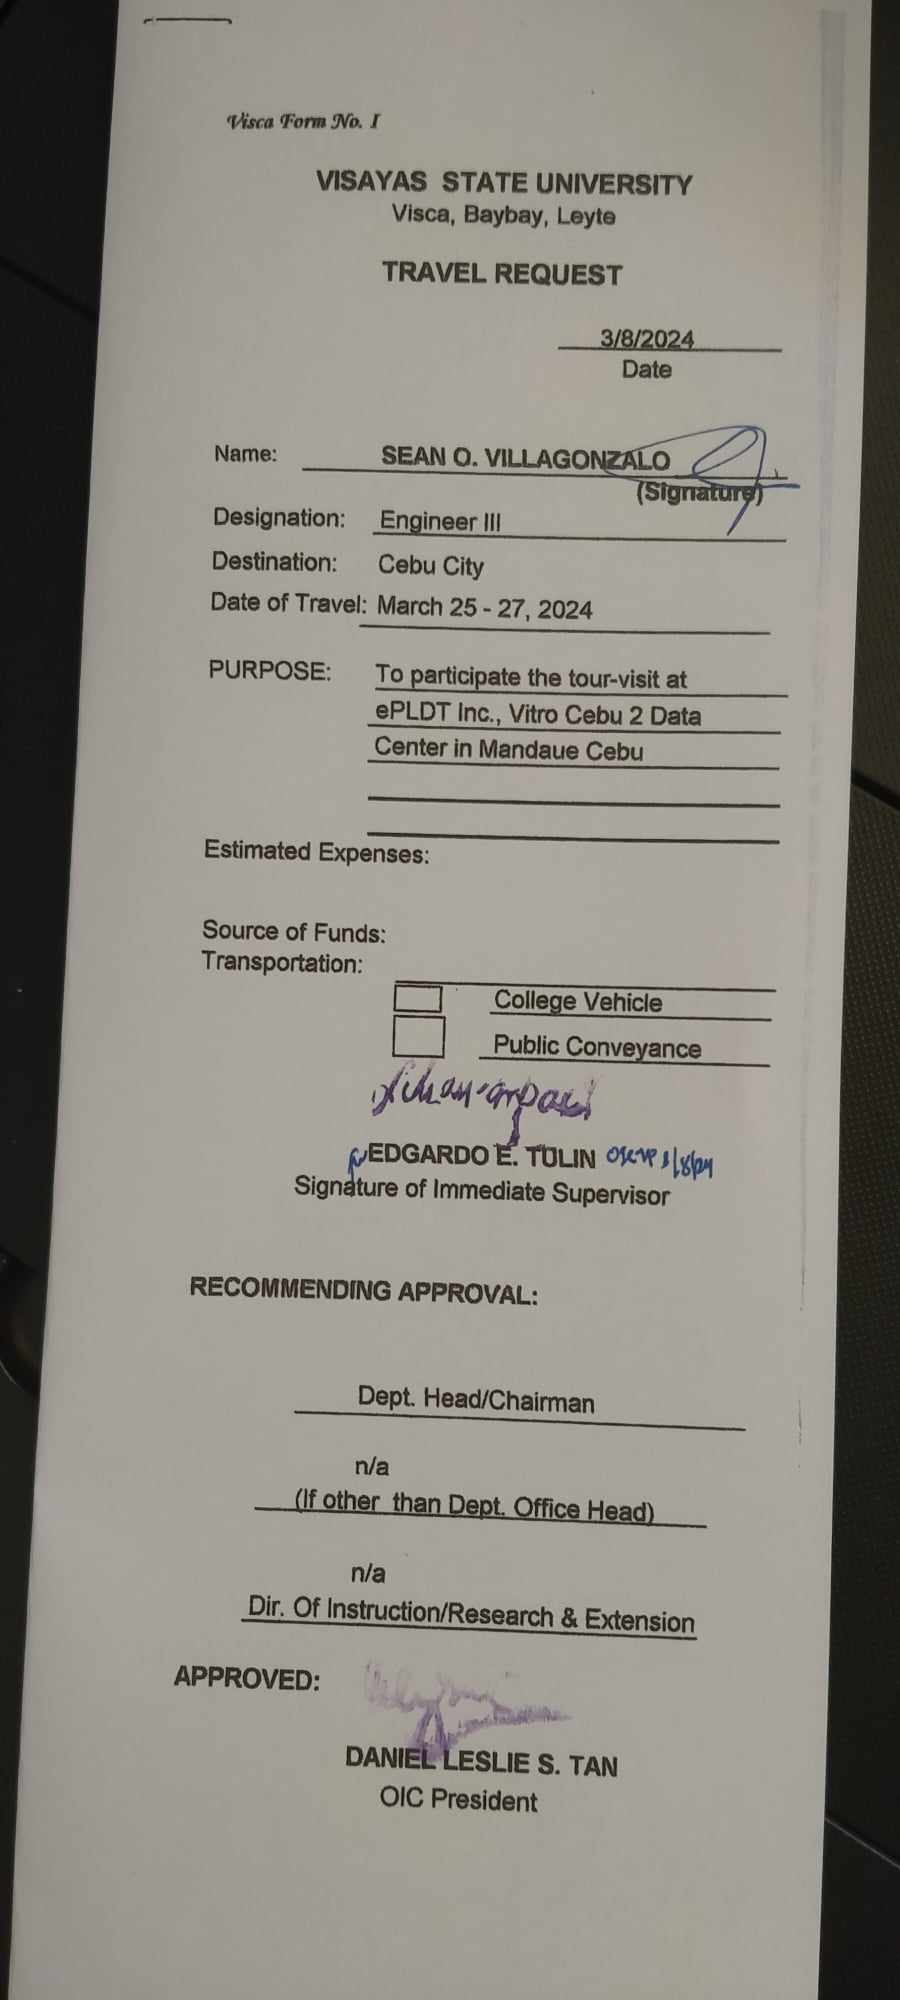 Visca Form No. I
VISAYAS STATE UNIVERSITY
Visca, Baybay, Leyte
TRAVEL REQUEST
3/8/2024
Date
Name: SEAN O. VILLAGONZALO
(Signature)
Designation: Engineer III
Destination: Cebu City
Date of Travel: March 25 - 27, 2024
PURPOSE: To participate the tour-visit at
ePLDT Inc., Vitro Cebu 2 Data
Center in Mandaue Cebu
Estimated Expenses:
Source of Funds:
Transportation:
College Vehicle
Public Conveyance
EDGARDO E. TULIN
Signature of Immediate Supervisor
RECOMMENDING APPROVAL:
Dept. Head/Chairman
n/a
(If other than Dept. Office Head)
n/a
Dir. Of Instruction/Research & Extension
APPROVED:
DANIEL LESLIE S. TAN
OIC President